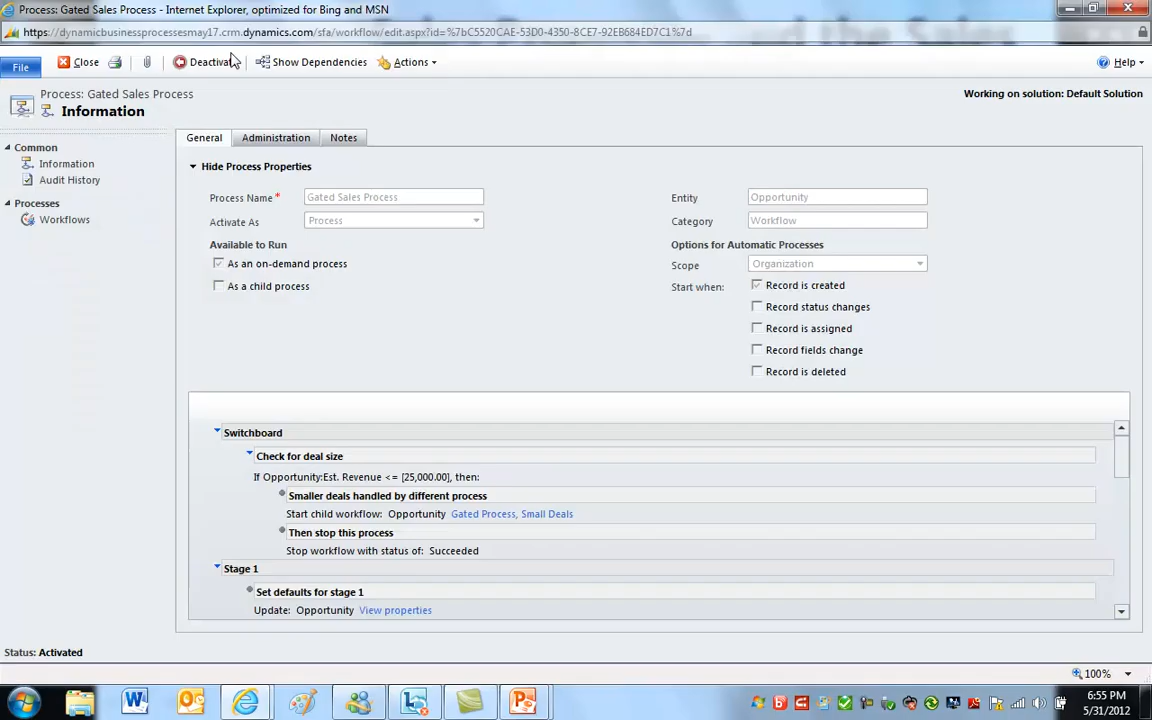 Process: Gated Sales Process - Internet Explorer, optimized for Bing and MSN
https://dynamicbusinessprocessesmay17.crm.dynamics.com/sfa/workflow/edit.aspx?id=%7bC5520CAE-53D0-4350-8CE7-92EB684ED7C1%7d
File
Close
Deactivat
Show Dependencies
Actions
Help
Process: Gated Sales Process
Information
Working on solution: Default Solution
Common
Information
Audit History
Processes
Workflows
General
Administration
Notes
Hide Process Properties
Process Name *
Gated Sales Process
Entity
Opportunity
Activate As
Process
Category
Workflow
Available to Run
Options for Automatic Processes
As an on-demand process
Scope
Organization
As a child process
Start when:
Record is created
Record status changes
Record is assigned
Record fields change
Record is deleted
Switchboard
Check for deal size
If Opportunity:Est. Revenue <= [25,000.00], then:
Smaller deals handled by different process
Start child workflow: Opportunity Gated Process, Small Deals
Then stop this process
Stop workflow with status of: Succeeded
Stage 1
Set defaults for stage 1
Update: Opportunity View properties
Status: Activated
100%
6:55 PM
5/31/2012